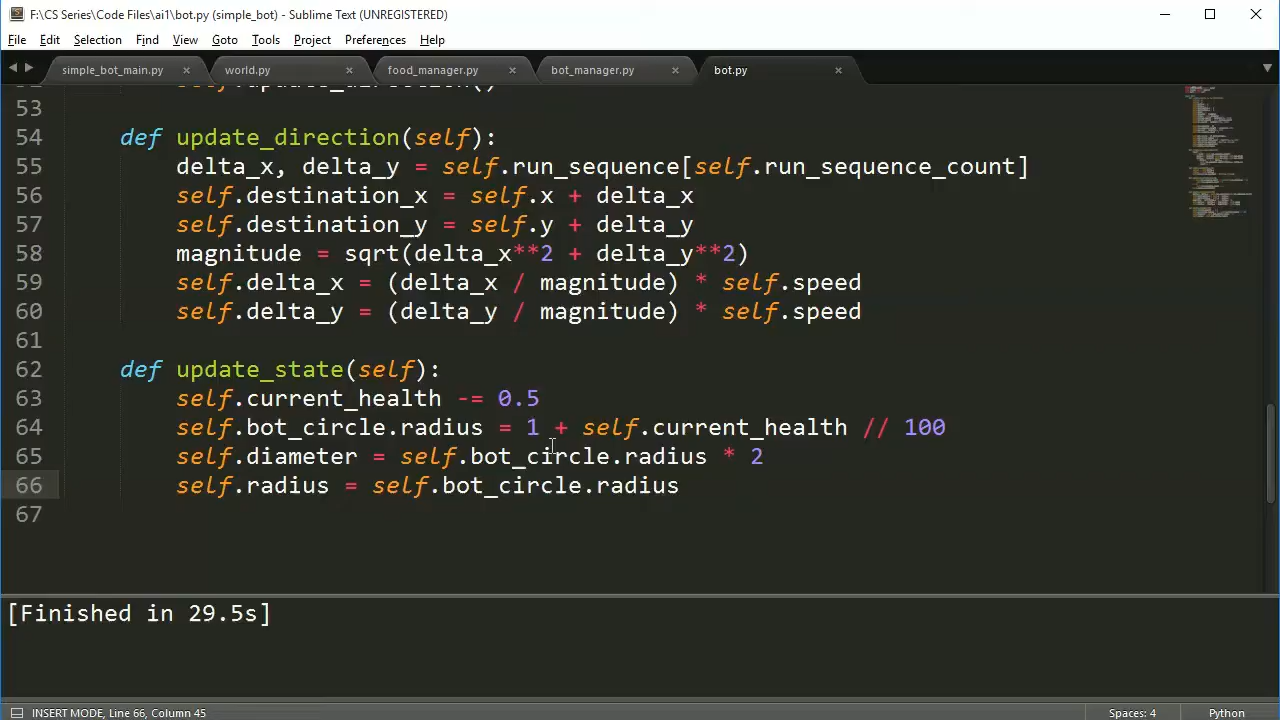 F:\CS Series\Code Files\ai1\bot.py (simple_bot) - Sublime Text (UNREGISTERED)
File Edit Selection Find View Goto Tools Project Preferences Help
simple_bot_main.py world.py food_manager.py bot_manager.py bot.py
53
54 def update_direction(self):
55 delta_x, delta_y = self.run_sequence[self.run_sequence_count]
56 self.destination_x = self.x + delta_x
57 self.destination_y = self.y + delta_y
58 magnitude = sqrt(delta_x**2 + delta_y**2)
59 self.delta_x = (delta_x / magnitude) * self.speed
60 self.delta_y = (delta_y / magnitude) * self.speed
61
62 def update_state(self):
63 self.current_health -= 0.5
64 self.bot_circle.radius = 1 + self.current_health // 100
65 self.diameter = self.bot_circle.radius * 2
66 self.radius = self.bot_circle.radius
67
[Finished in 29.5s]
INSERT MODE, Line 66, Column 45 Spaces: 4 Python